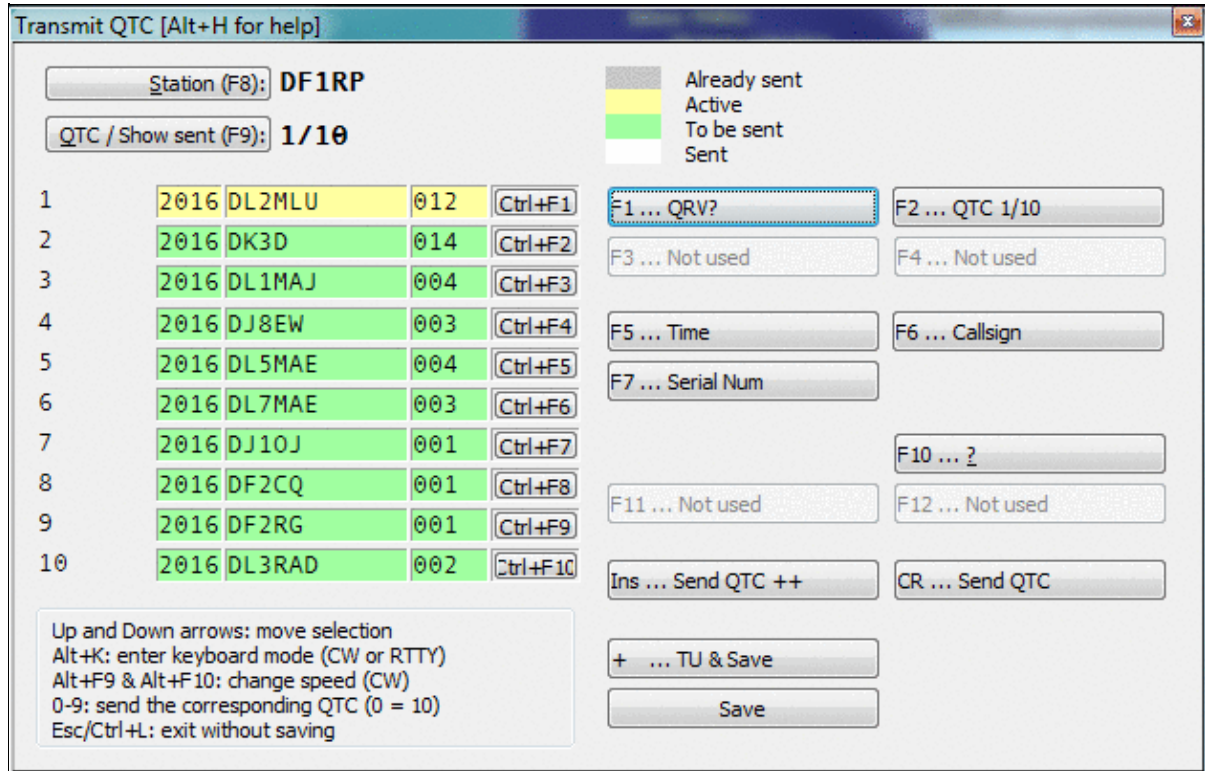 Transmit QTC [Alt+H for help]
Station (F8): DF1RP
QTC / Show sent (F9): 1/10
Already sent
Active
To be sent
Sent
1 2016 DL2MLU 012 Ctrl+F1
2 2016 DK3D 014 Ctrl+F2
3 2016 DL1MAJ 004 Ctrl+F3
4 2016 DJ8EW 003 Ctrl+F4
5 2016 DL5MAE 004 Ctrl+F5
6 2016 DL7MAE 003 Ctrl+F6
7 2016 DJ1OJ 001 Ctrl+F7
8 2016 DF2CQ 001 Ctrl+F8
9 2016 DF2RG 001 Ctrl+F9
10 2016 DL3RAD 002 Ctrl+F10
F1 ... QRV? F2 ... QTC 1/10
F3 ... Not used F4 ... Not used
F5 ... Time F6 ... Callsign
F7 ... Serial Num
F10 ... ?
F11 ... Not used F12 ... Not used
Ins ... Send QTC ++ CR ... Send QTC
+ ... TU & Save
Save
Up and Down arrows: move selection
Alt+K: enter keyboard mode (CW or RTTY)
Alt+F9 & Alt+F10: change speed (CW)
0-9: send the corresponding QTC (0 = 10)
Esc/Ctrl+L: exit without saving